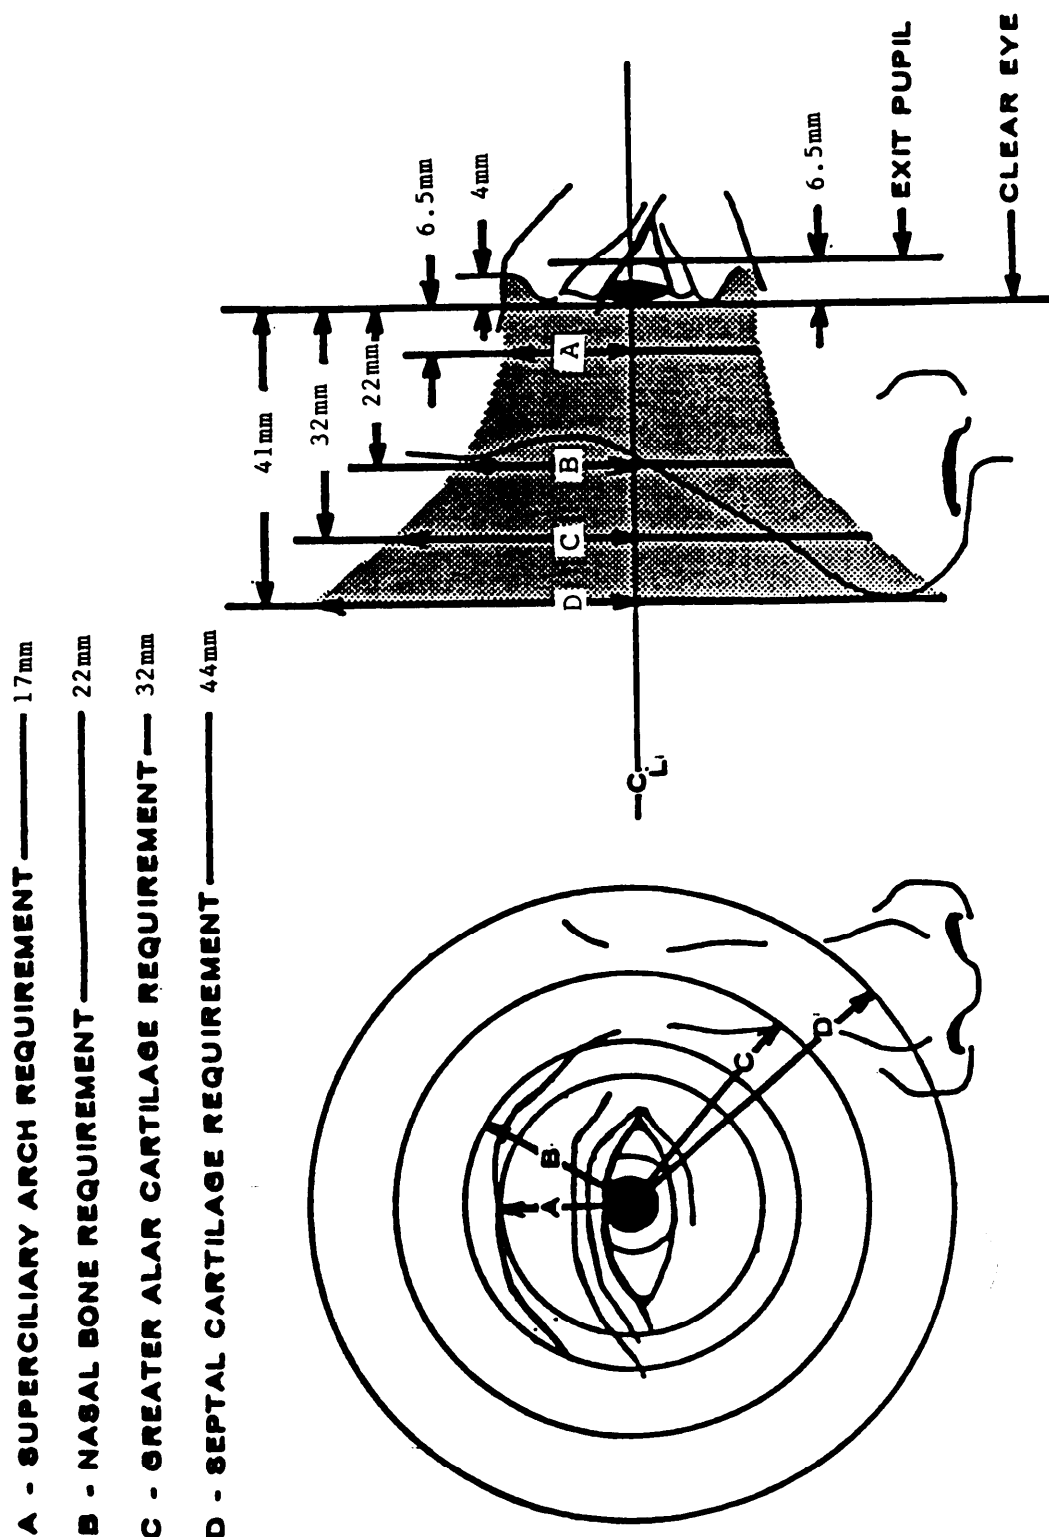 A - SUPERCILIARY ARCH REQUIREMENT 17mm
B - NASAL BONE REQUIREMENT 22mm
C - GREATER ALAR CARTILAGE REQUIREMENT 32mm
D - SEPTAL CARTILAGE REQUIREMENT 44mm
41mm
32mm
22mm
6.5mm
4mm
D
C
B
A
CL
6.5mm
EXIT PUPIL
CLEAR EYE
A
B
C
D